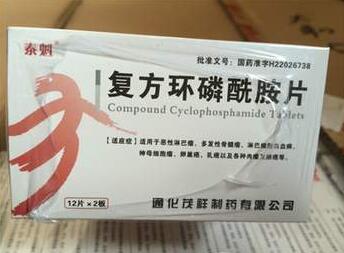 泰魁
批准文号：国药准字H22026738
复方环磷酰胺片
Compound Cyclophosphamide Tablets
【适应症】适用于恶性淋巴瘤、多发性骨髓瘤、淋巴细胞白血病、
神母细胞瘤、卵巢癌、乳癌以及各种肉瘤及肺癌等。
12片×2板
通化茂祥制药有限公司